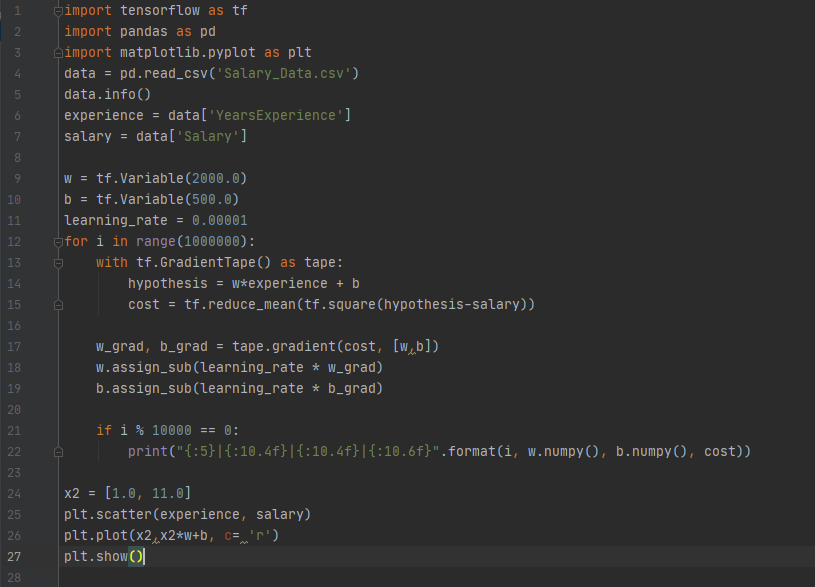 1 import tensorflow as tf
2 import pandas as pd
3 import matplotlib.pyplot as plt
4 data = pd.read_csv('Salary_Data.csv')
5 data.info()
6 experience = data['YearsExperience']
7 salary = data['Salary']
8
9 w = tf.Variable(2000.0)
10 b = tf.Variable(500.0)
11 learning_rate = 0.00001
12 for i in range(1000000):
13     with tf.GradientTape() as tape:
14         hypothesis = w*experience + b
15         cost = tf.reduce_mean(tf.square(hypothesis-salary))
16
17     w_grad, b_grad = tape.gradient(cost, [w,b])
18     w.assign_sub(learning_rate * w_grad)
19     b.assign_sub(learning_rate * b_grad)
20
21     if i % 10000 == 0:
22         print("{:5}|{:10.4f}|{:10.4f}|{:10.6f}".format(i, w.numpy(), b.numpy(), cost))
23
24 x2 = [1.0, 11.0]
25 plt.scatter(experience, salary)
26 plt.plot(x2,x2*w+b, c= 'r')
27 plt.show()
28